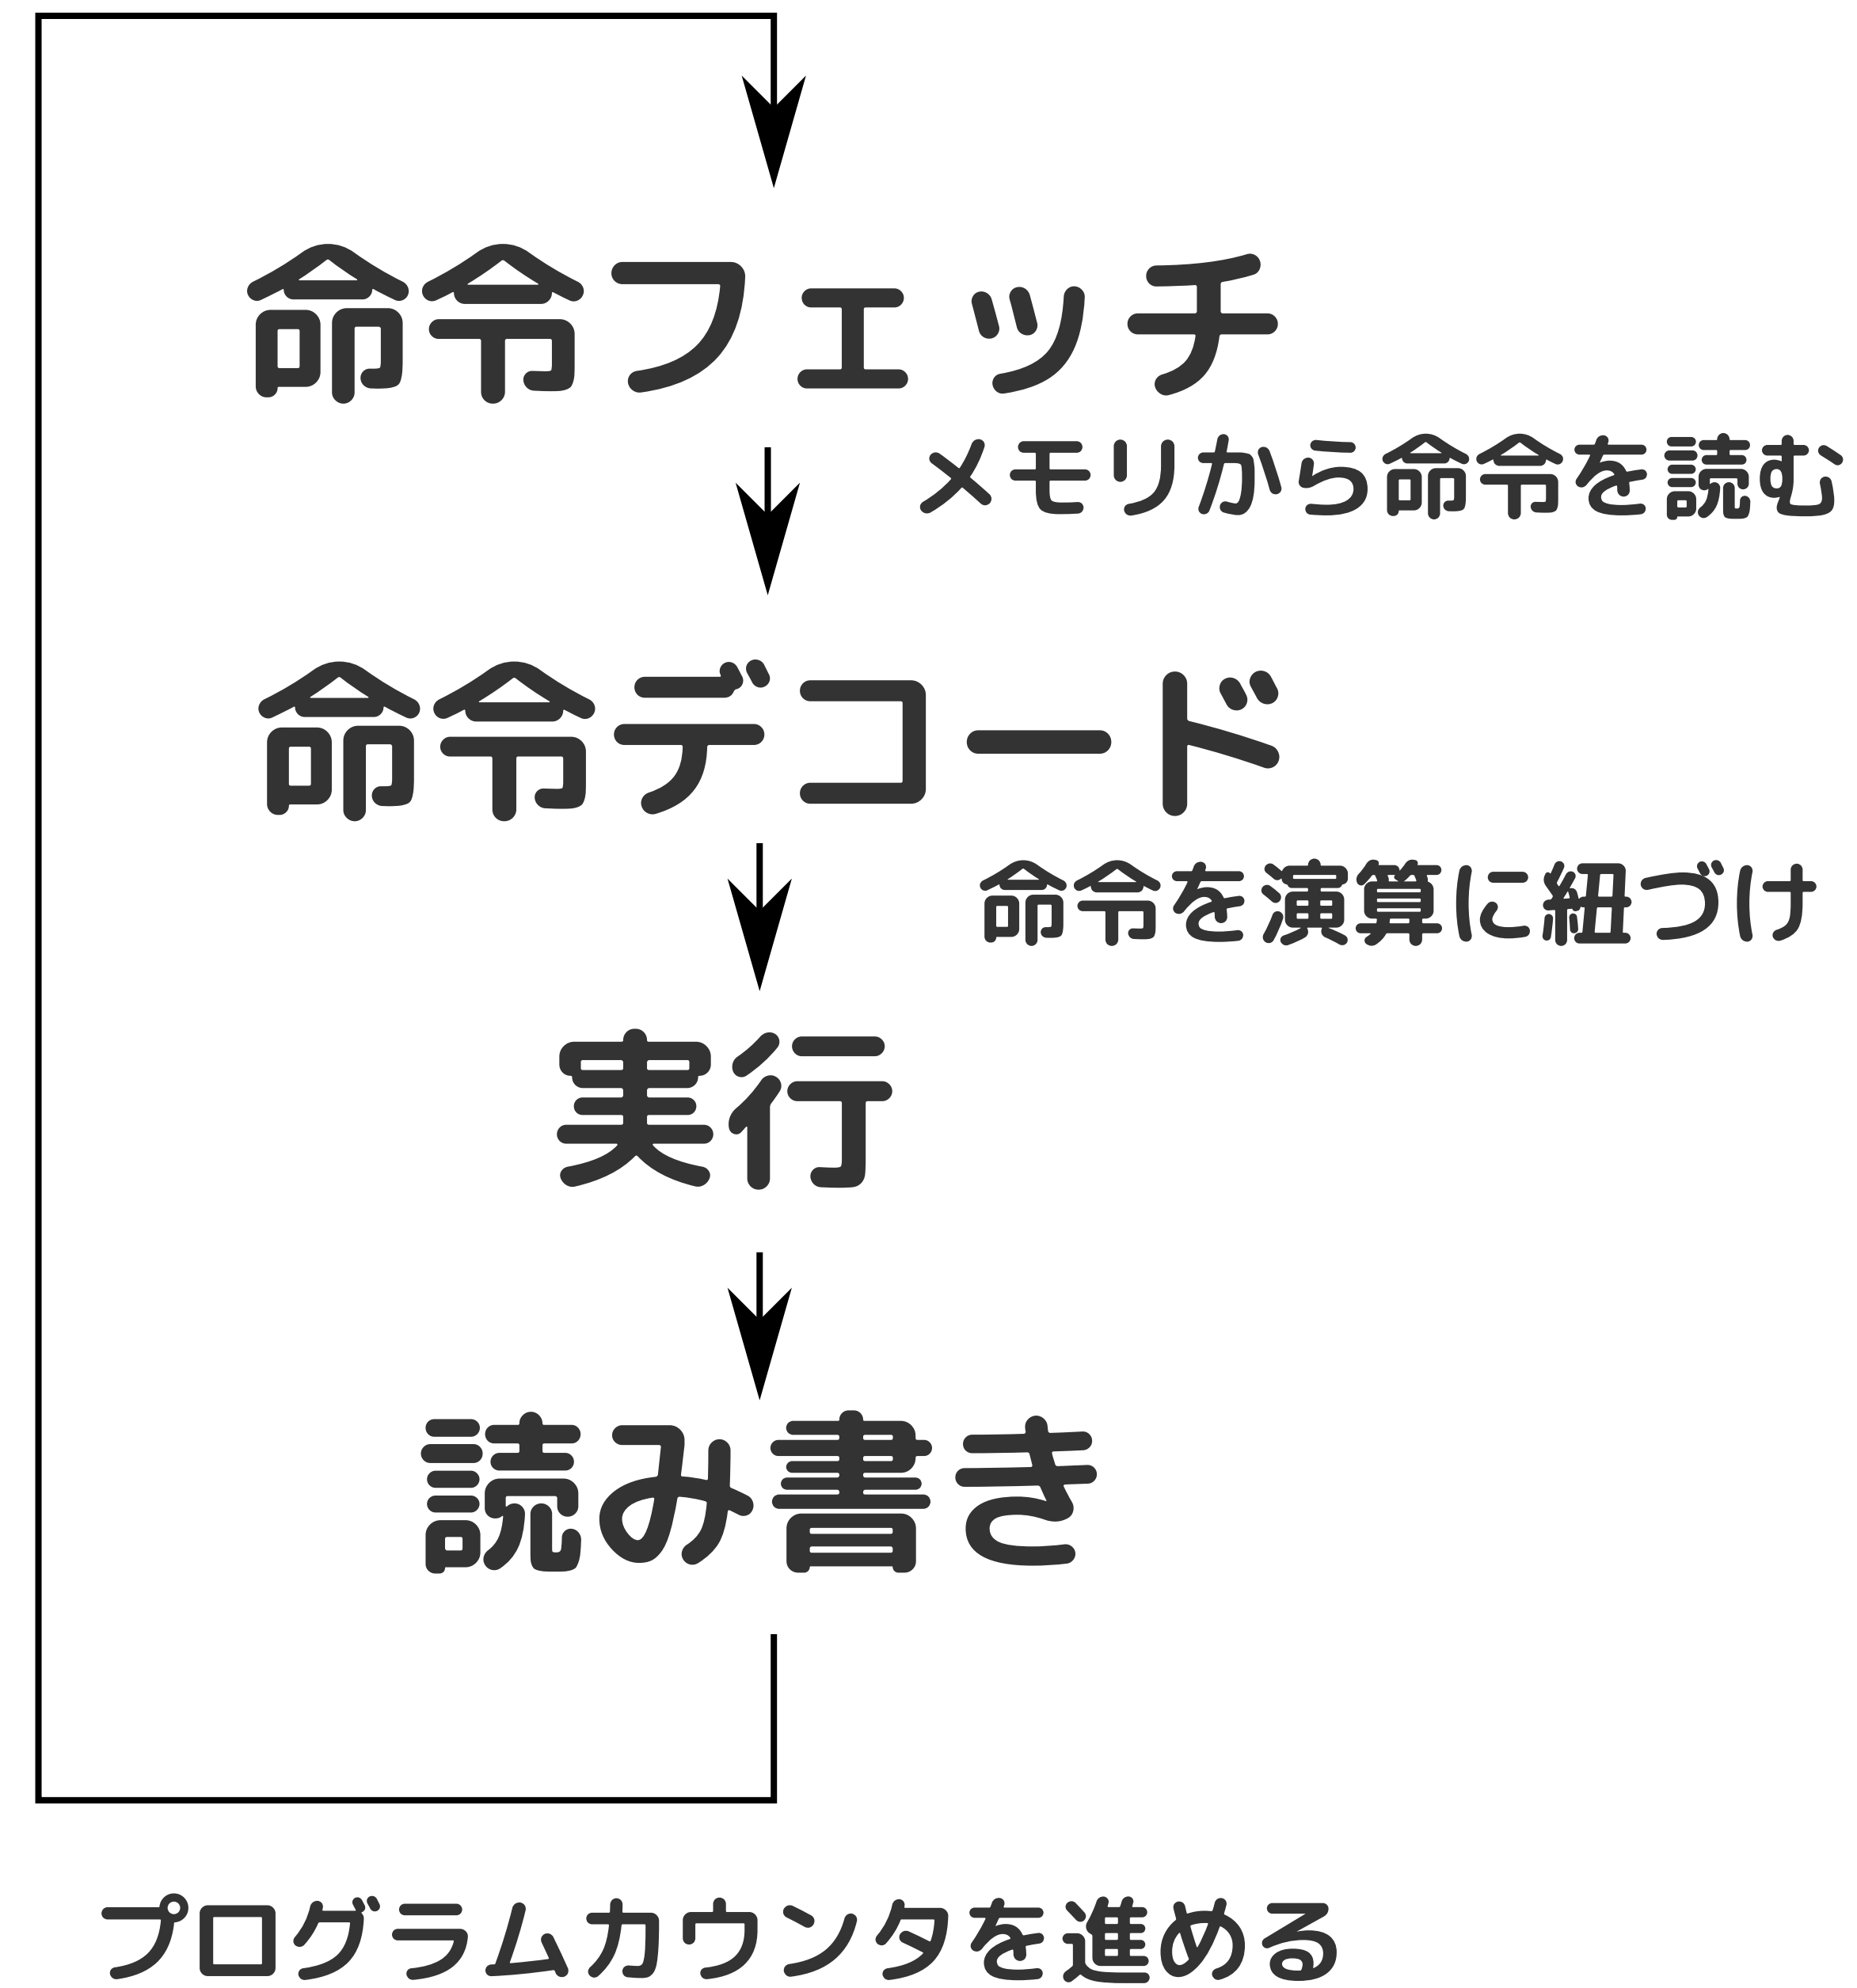 命令フェッチ
メモリから命令を読む
命令デコード
命令を演算に紐づけ
実行
読み書き
プログラムカウンタを進める